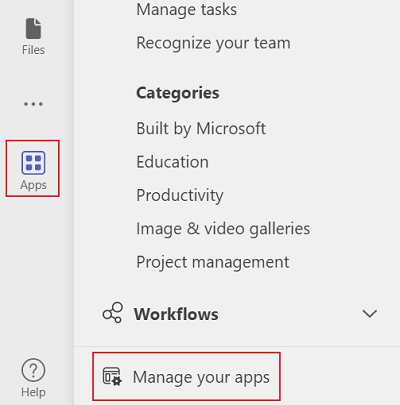 Files
Apps
Help
Manage tasks
Recognize your team
Categories
Built by Microsoft
Education
Productivity
Image & video galleries
Project management
Workflows
Manage your apps